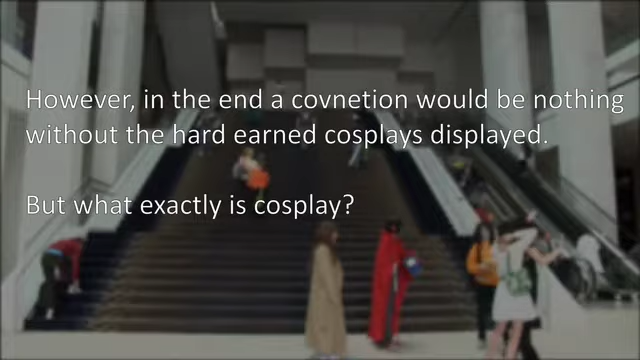 However, in the end a covnetion would be nothing
without the hard earned cosplays displayed.
But what exactly is cosplay?